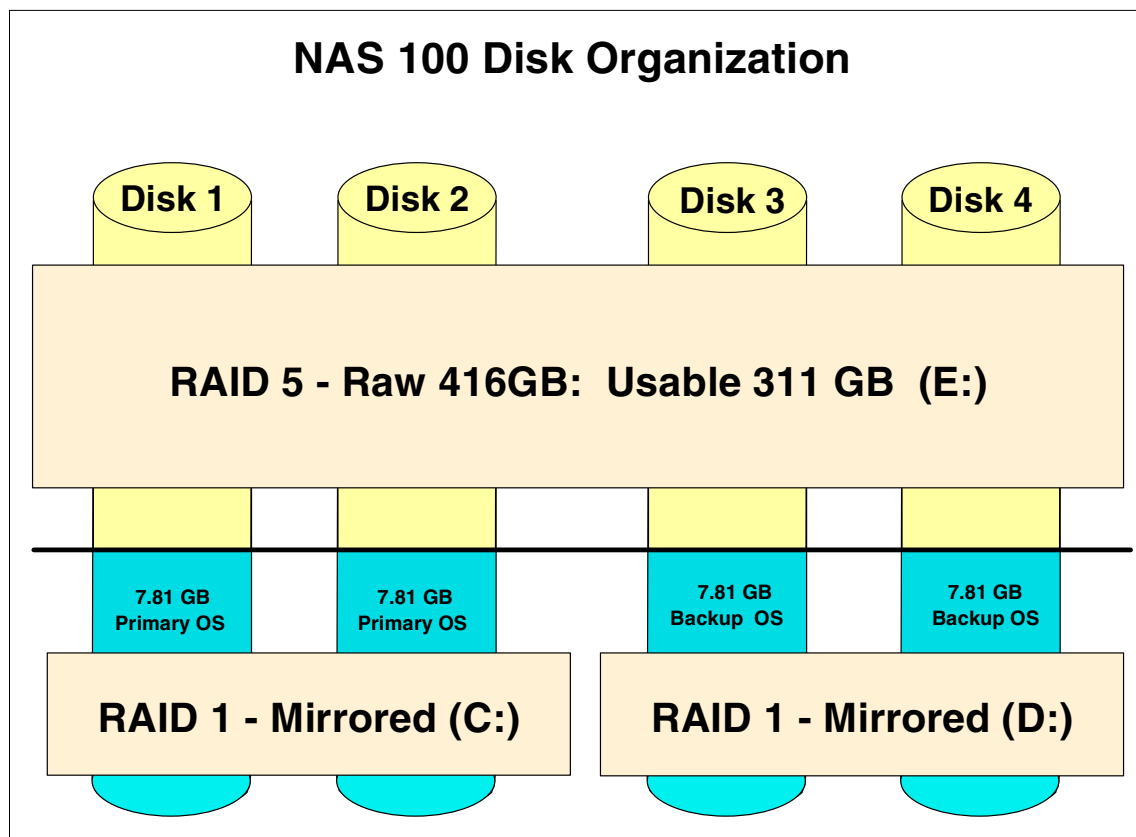 NAS 100 Disk Organization
Disk 1
Disk 2
Disk 3
Disk 4
RAID 5 - Raw 416GB:  Usable 311 GB  (E:)
7.81 GB
Primary OS
7.81 GB
Primary OS
7.81 GB
Backup  OS
7.81 GB
Backup OS
RAID 1 - Mirrored (C:)
RAID 1 - Mirrored (D:)